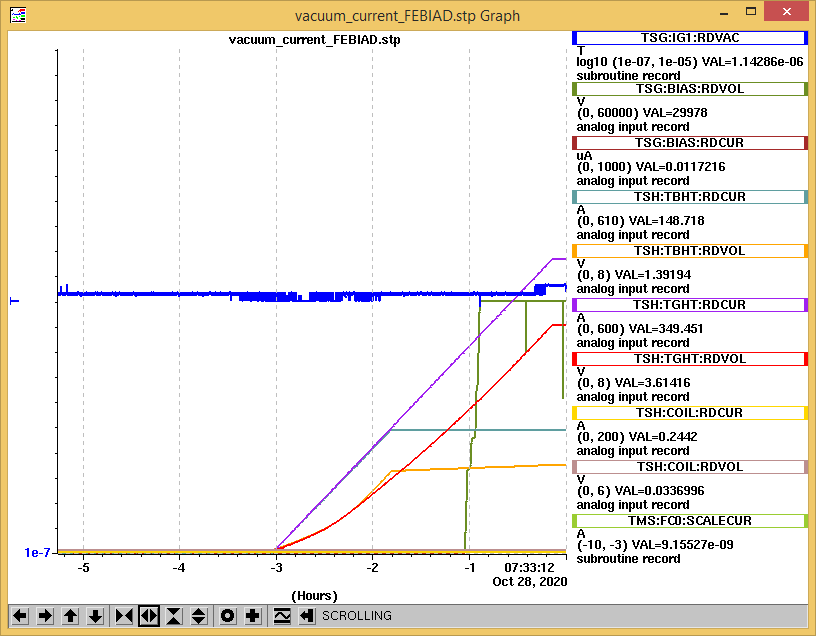 vacuum_current_FEBIAD.stp Graph
vacuum_current_FEBIAD.stp
T
1e-7
-5
-4
-3
-2
-1
07:33:12
Oct 28, 2020
(Hours)
TSG:IG1:RDVAC
T
log10 (1e-07, 1e-05) VAL=1.14286e-06
subroutine record
TSG:BIAS:RDVOL
V
(0, 60000) VAL=29978
analog input record
TSG:BIAS:RDCUR
uA
(0, 1000) VAL=0.0117216
analog input record
TSH:TBHT:RDCUR
A
(0, 610) VAL=148.718
analog input record
TSH:TBHT:RDVOL
V
(0, 8) VAL=1.39194
analog input record
TSH:TGHT:RDCUR
A
(0, 600) VAL=349.451
analog input record
TSH:TGHT:RDVOL
V
(0, 8) VAL=3.61416
analog input record
TSH:COIL:RDCUR
A
(0, 200) VAL=0.2442
analog input record
TSH:COIL:RDVOL
V
(0, 6) VAL=0.0336996
analog input record
TMS:FC0:SCALECUR
A
(-10, -3) VAL=9.15527e-09
subroutine record
SCROLLING